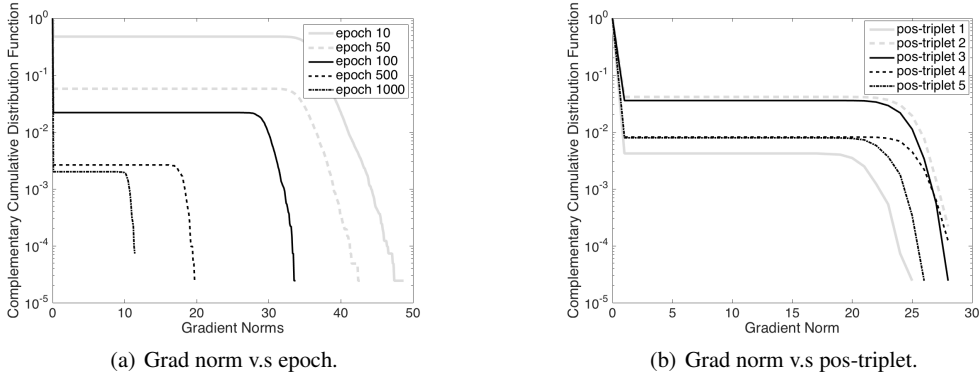 Complementary Cumulative Distribution Function
10^0
10^-1
10^-2
10^-3
10^-4
10^-5
epoch 10
epoch 50
epoch 100
epoch 500
epoch 1000
0 10 20 30 40 50
Gradient Norms
(a) Grad norm v.s epoch.
Complementary Cumulative Distribution Function
10^0
10^-1
10^-2
10^-3
10^-4
10^-5
pos-triplet 1
pos-triplet 2
pos-triplet 3
pos-triplet 4
pos-triplet 5
0 5 10 15 20 25 30
Gradient Norm
(b) Grad norm v.s pos-triplet.